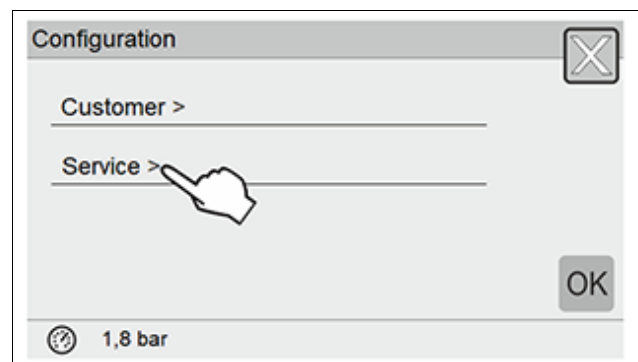 Configuration
Customer >
Service >
OK
1,8 bar